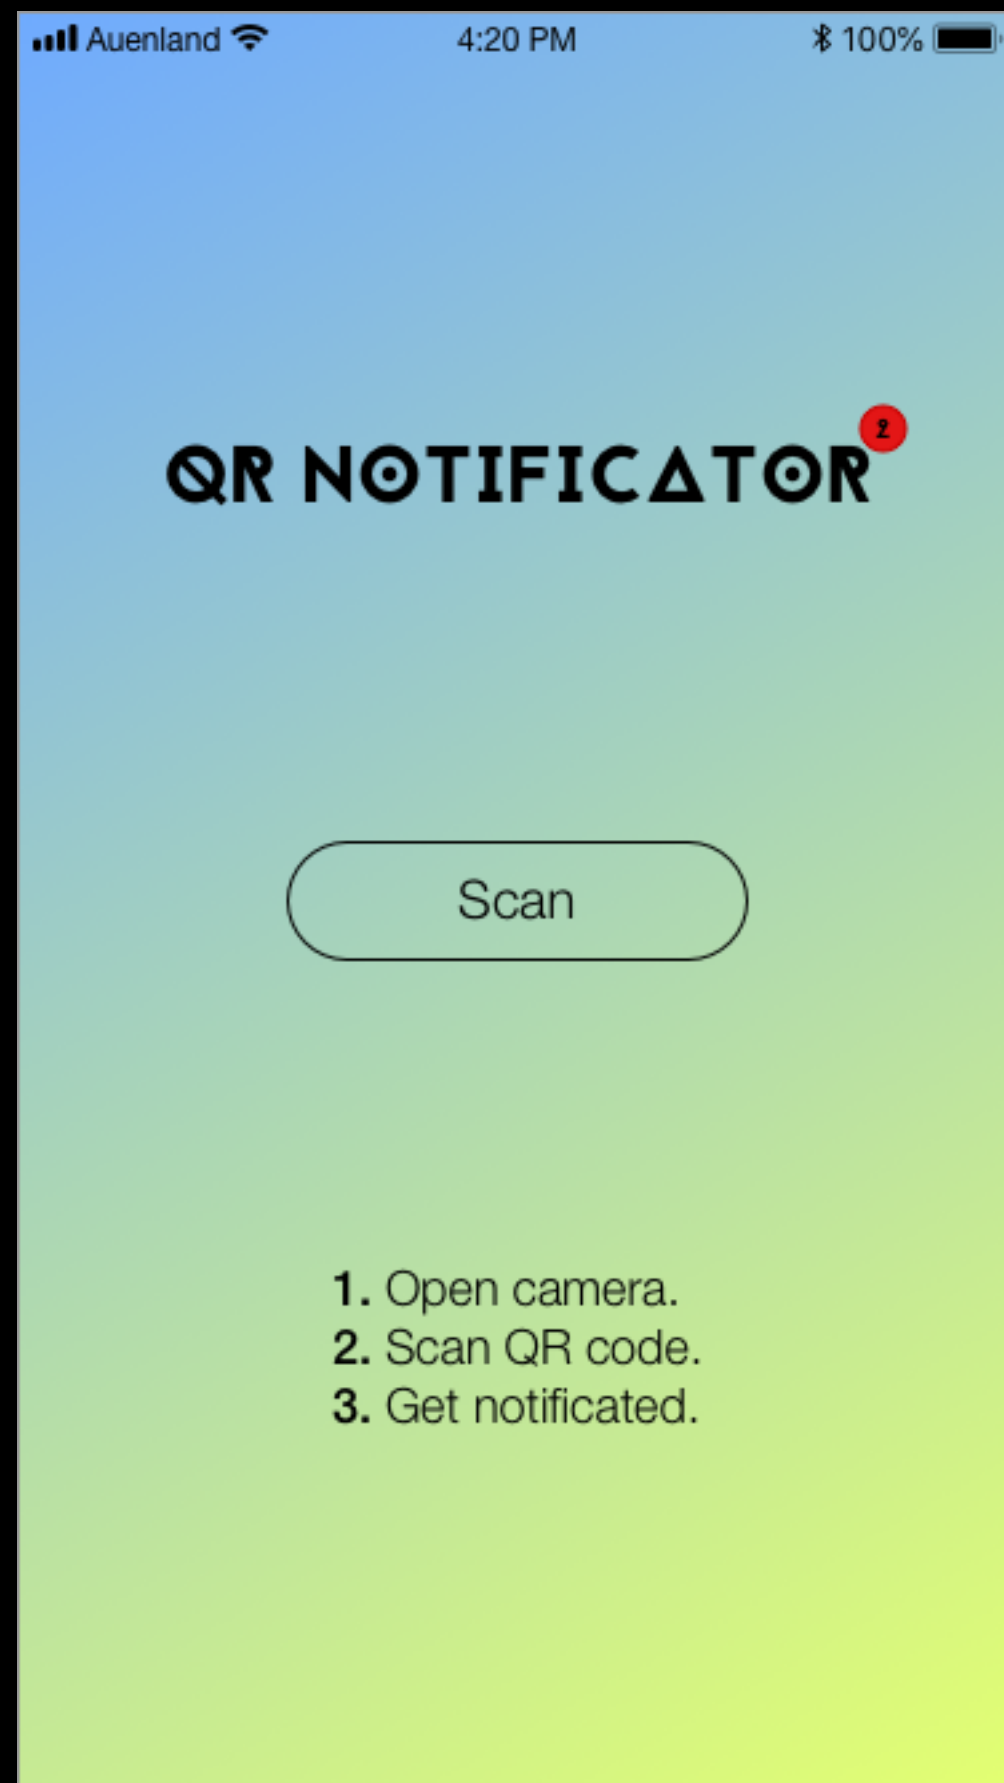 Auenland 4:20 PM 100%
2
QR NOTIFICATOR
Scan
1. Open camera.
2. Scan QR code.
3. Get notificated.